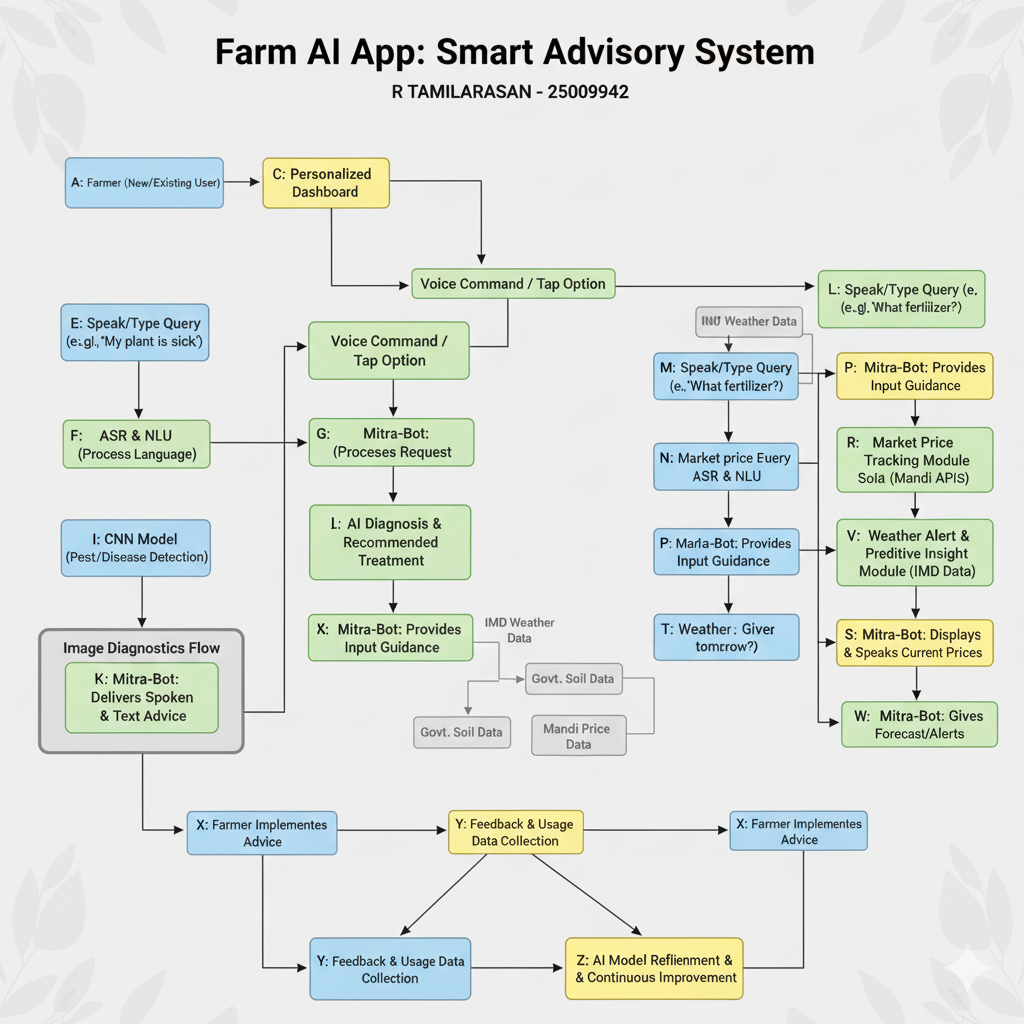 Farm AI App: Smart Advisory System
R TAMILARASAN - 25009942
A: Farmer (New/Existing User)
C: Personalized
Dashboard
Voice Command / Tap Option
L: Speak/Type Query (e,
(e.g. 'What ferlilizer?)
E: Speak/Type Query
(e:.gl.,'My plant is sick')
Voice Command /
Tap Option
Weather Data
M: Speak/Type Query
(e.,'What fertilizer?)
P: Mitra-Bot: Provides
Input Guidance
F: ASR & NLU
(Process Language)
G: Mitra-Bot:
(Proceses Request
N: Market price Euery
ASR & NLU
R: Market Price
Tracking Module
Sola (Mandi APIS)
I: CNN Model
(Pest/Disease Detection)
L: AI Diagnosis &
Recommended
Treatment
P: Marla-Bot: Provides
Input Guidance
V: Weather Alert &
Preditive Insight
Module (IMD Data)
Image Diagnostics Flow
K: Mitra-Bot:
Delivers Spoken
& Text Advice
X: Mitra-Bot: Provides
Input Guidance
IMD Weather
Data
T: Weather : Giver
tomrow?)
S: Mitra-Bot: Displays
& Speaks Current Prices
Govt. Soil Data
Govt. Soil Data
Mandi Price
Data
W: Mitra-Bot: Gives
Forecast/Alerts
X: Farmer Implementes
Advice
Y: Feedback & Usage
Data Collection
X: Farmer Implementes
Advice
Y: Feedback & Usage Data
Collection
Z: AI Model Reflienment &
& Continuous Improvement